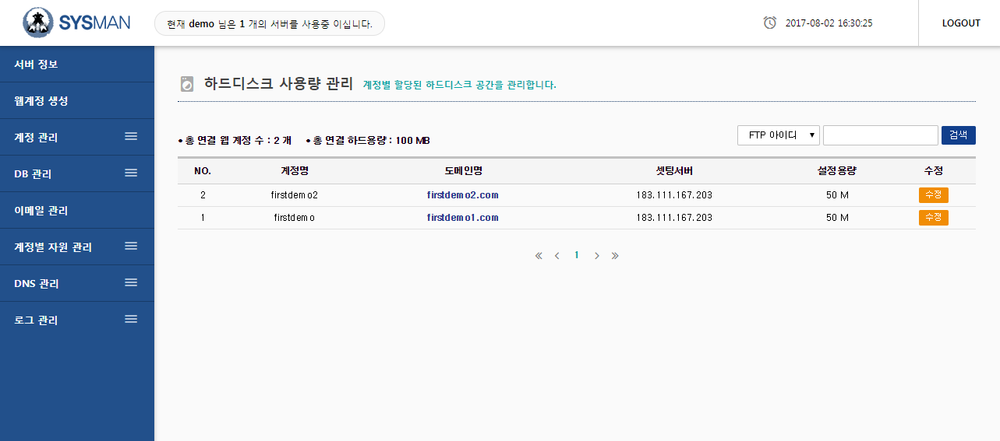 SYSMAN
현재 demo 님은 1 개의 서버를 사용중 이십니다.
2017-08-02 16:30:25
LOGOUT
서버 정보
웹계정 생성
계정 관리
DB 관리
이메일 관리
계정별 자원 관리
DNS 관리
로그 관리
하드디스크 사용량 관리 계정별 할당된 하드디스크 공간을 관리합니다.
• 총 연결 웹 계정 수 : 2 개 • 총 연결 하드용량 : 100 MB
FTP 아이디 검색
NO. 계정명 도메인명 셋팅서버 설정용량 수정
2 firstdemo2 firstdemo2.com 183.111.167.203 50 M 수정
1 firstdemo firstdemo1.com 183.111.167.203 50 M 수정
1